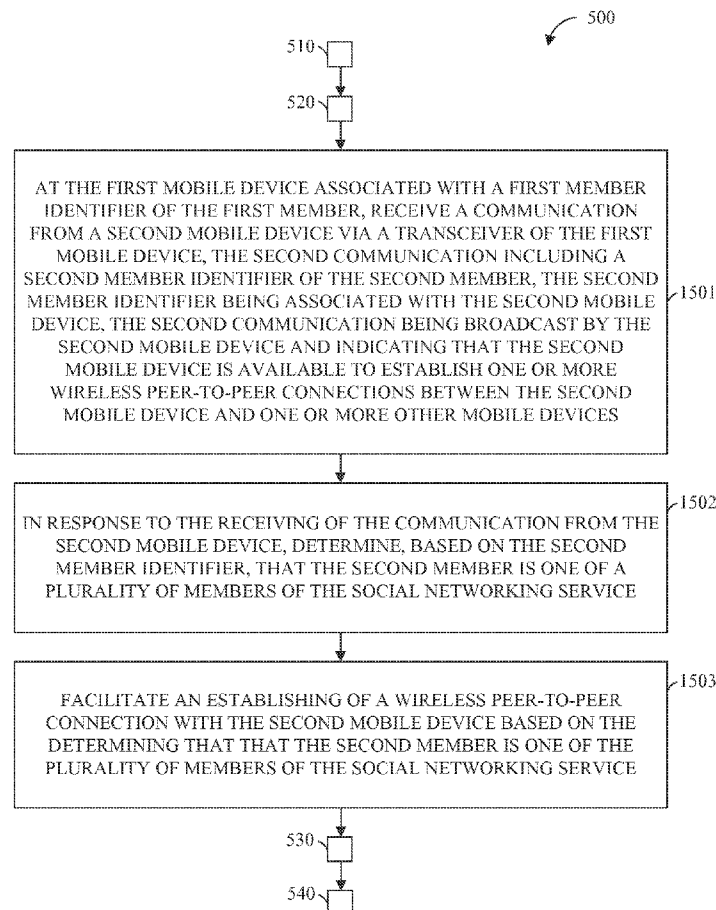 500
510
520
AT THE FIRST MOBILE DEVICE ASSOCIATED WITH A FIRST MEMBER
IDENTIFIER OF THE FIRST MEMBER, RECEIVE A COMMUNICATION
FROM A SECOND MOBILE DEVICE VIA A TRANSCEIVER OF THE FIRST
MOBILE DEVICE, THE SECOND COMMUNICATION INCLUDING A
SECOND MEMBER IDENTIFIER OF THE SECOND MEMBER, THE SECOND
MEMBER IDENTIFIER BEING ASSOCIATED WITH THE SECOND MOBILE
DEVICE, THE SECOND COMMUNICATION BEING BROADCAST BY THE
SECOND MOBILE DEVICE AND INDICATING THAT THE SECOND
MOBILE DEVICE IS AVAILABLE TO ESTABLISH ONE OR MORE
WIRELESS PEER-TO-PEER CONNECTIONS BETWEEN THE SECOND
MOBILE DEVICE AND ONE OR MORE OTHER MOBILE DEVICES
1501
IN RESPONSE TO THE RECEIVING OF THE COMMUNICATION FROM THE
SECOND MOBILE DEVICE, DETERMINE, BASED ON THE SECOND
MEMBER IDENTIFIER, THAT THE SECOND MEMBER IS ONE OF A
PLURALITY OF MEMBERS OF THE SOCIAL NETWORKING SERVICE
1502
FACILITATE AN ESTABLISHING OF A WIRELESS PEER-TO-PEER
CONNECTION WITH THE SECOND MOBILE DEVICE BASED ON THE
DETERMINING THAT THAT THE SECOND MEMBER IS ONE OF THE
PLURALITY OF MEMBERS OF THE SOCIAL NETWORKING SERVICE
1503
530
540